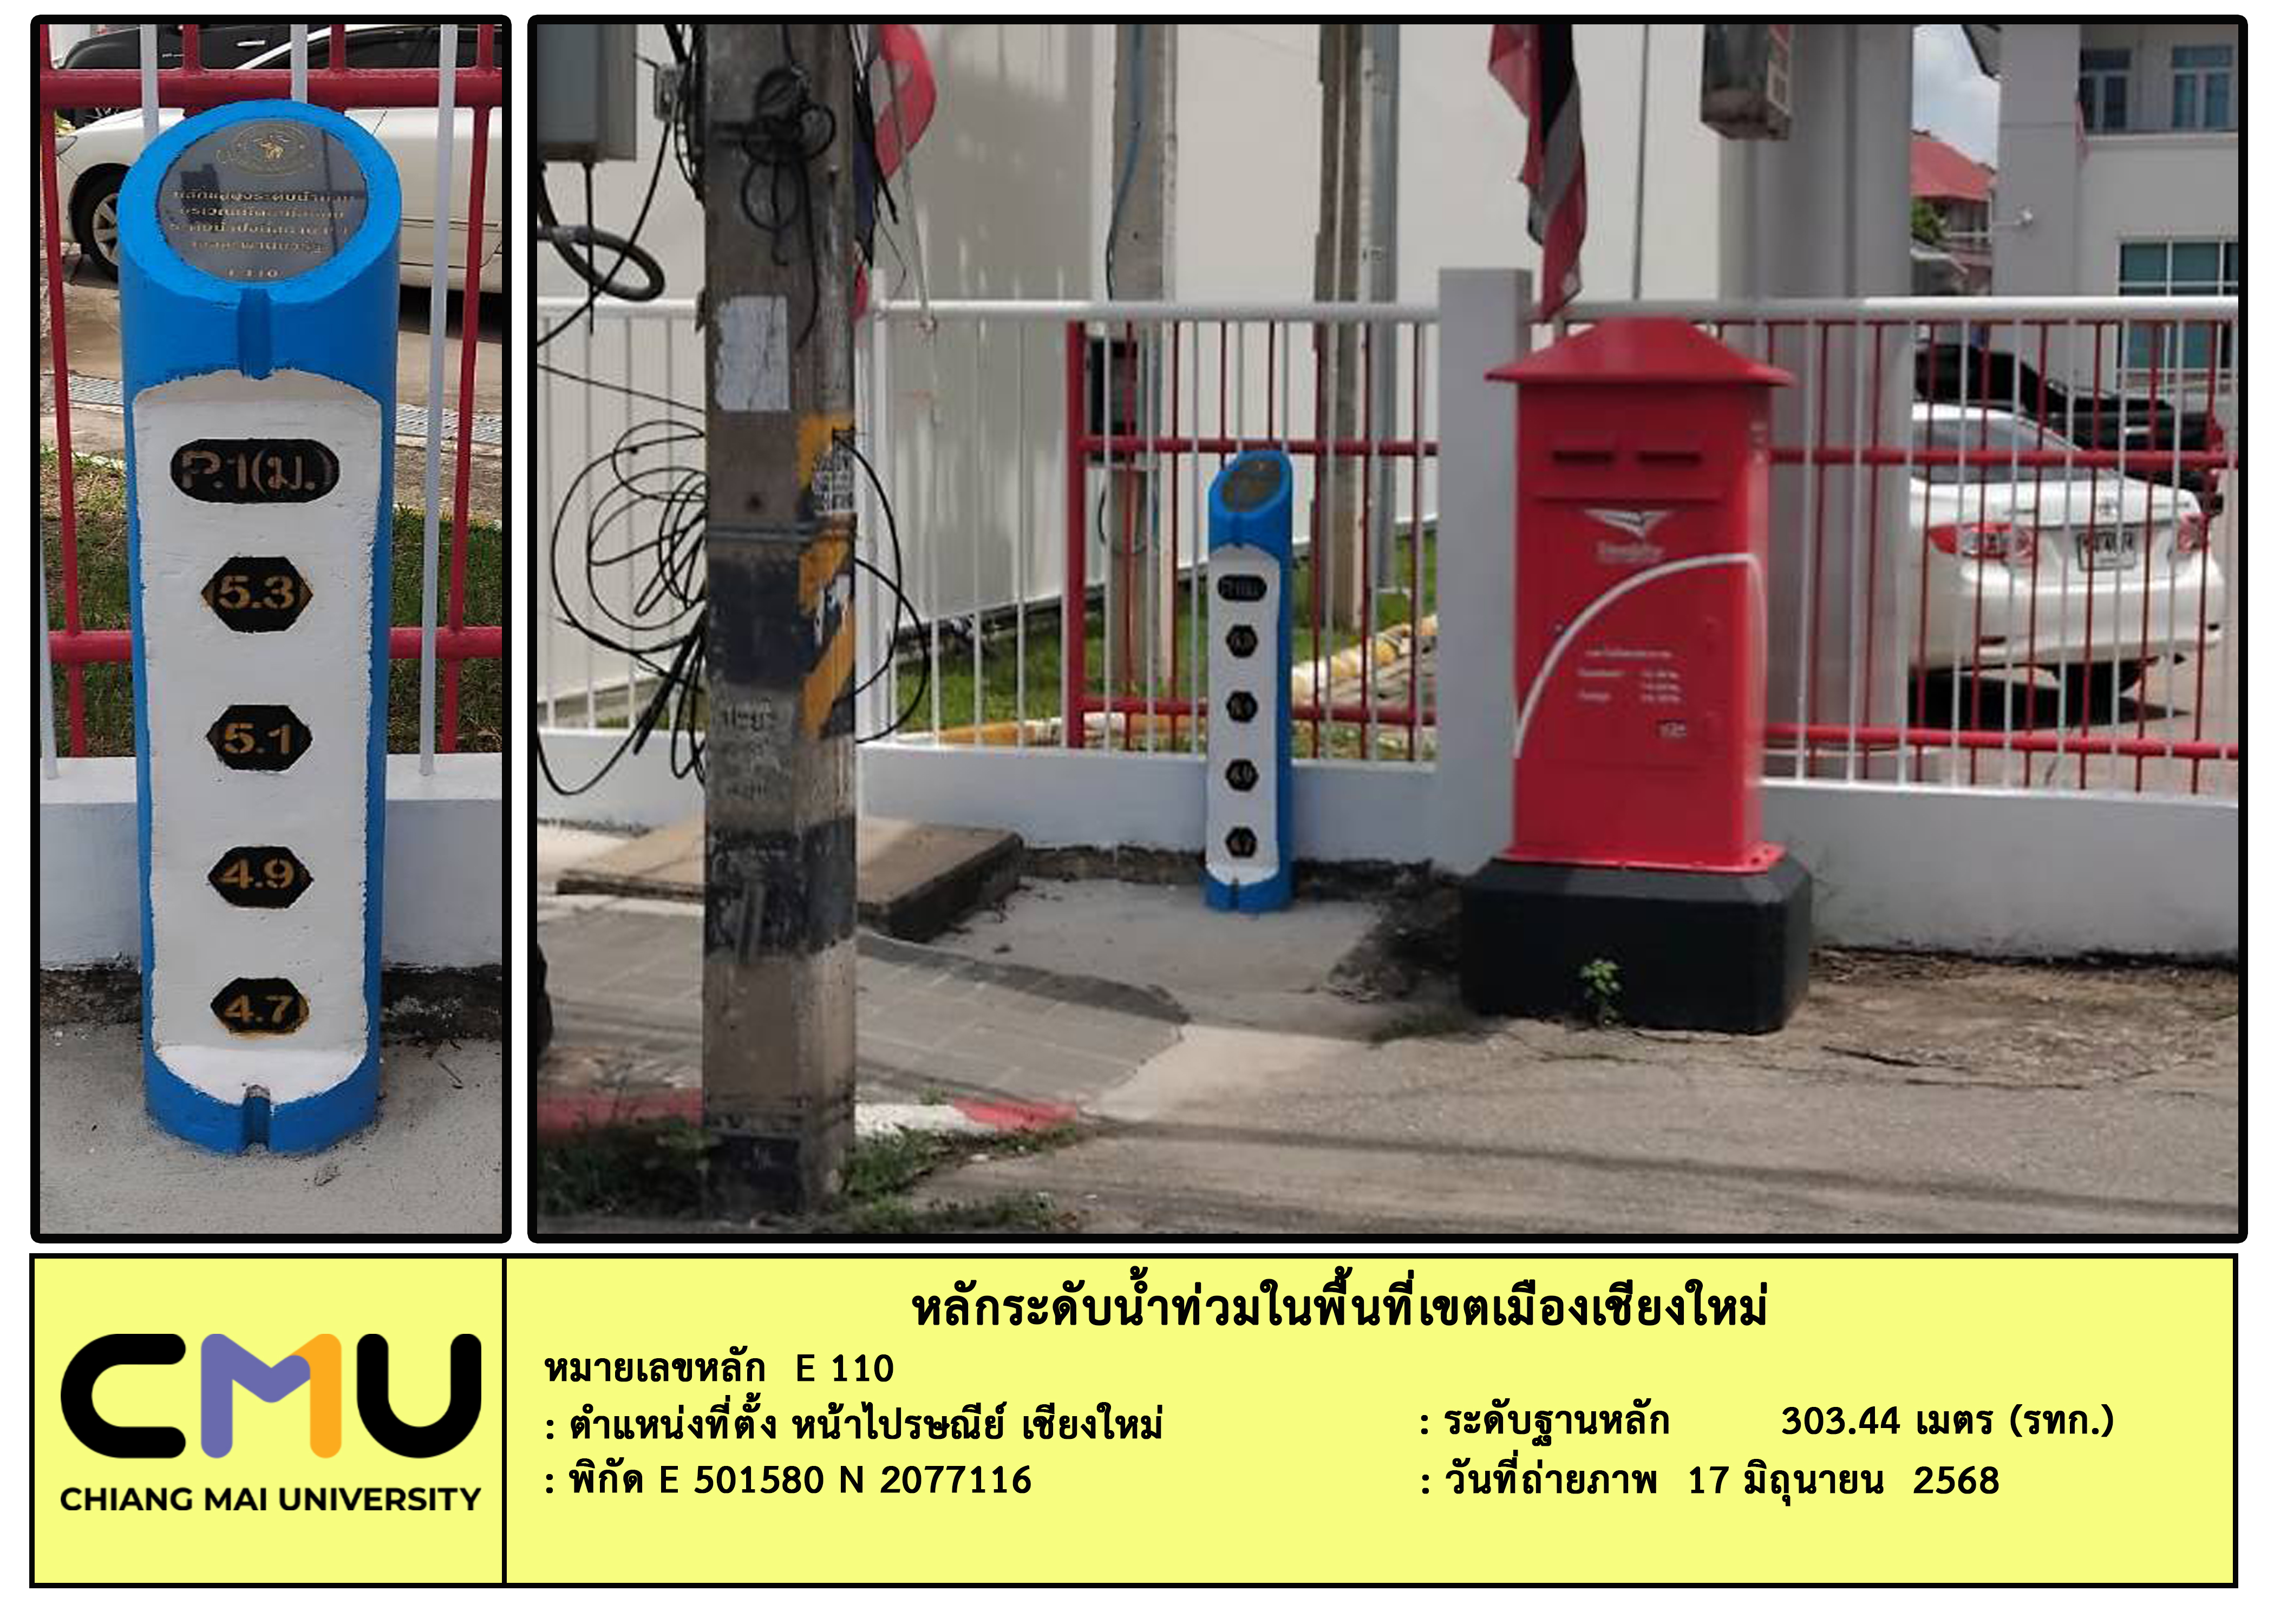 E 110
P.1(ม.)
5.3
5.1
4.9
4.7
CMU
CHIANG MAI UNIVERSITY
หลักระดับน้ำท่วมในพื้นที่เขตเมืองเชียงใหม่
หมายเลขหลัก E 110
: ตำแหน่งที่ตั้ง หน้าไปรษณีย์ เชียงใหม่
: ระดับฐานหลัก 303.44 เมตร (รทก.)
: พิกัด E 501580 N 2077116
: วันที่ถ่ายภาพ 17 มิถุนายน 2568